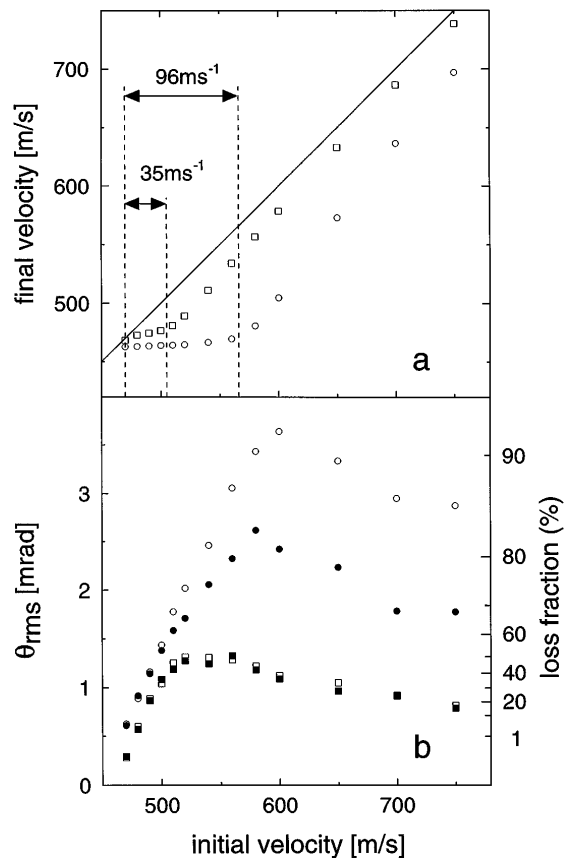 96ms-1
35ms-1
700
600
500
final velocity [m/s]
a
3
2
1
0
θrms [mrad]
90
80
60
40
20
1
loss fraction (%)
b
500
600
700
initial velocity [m/s]